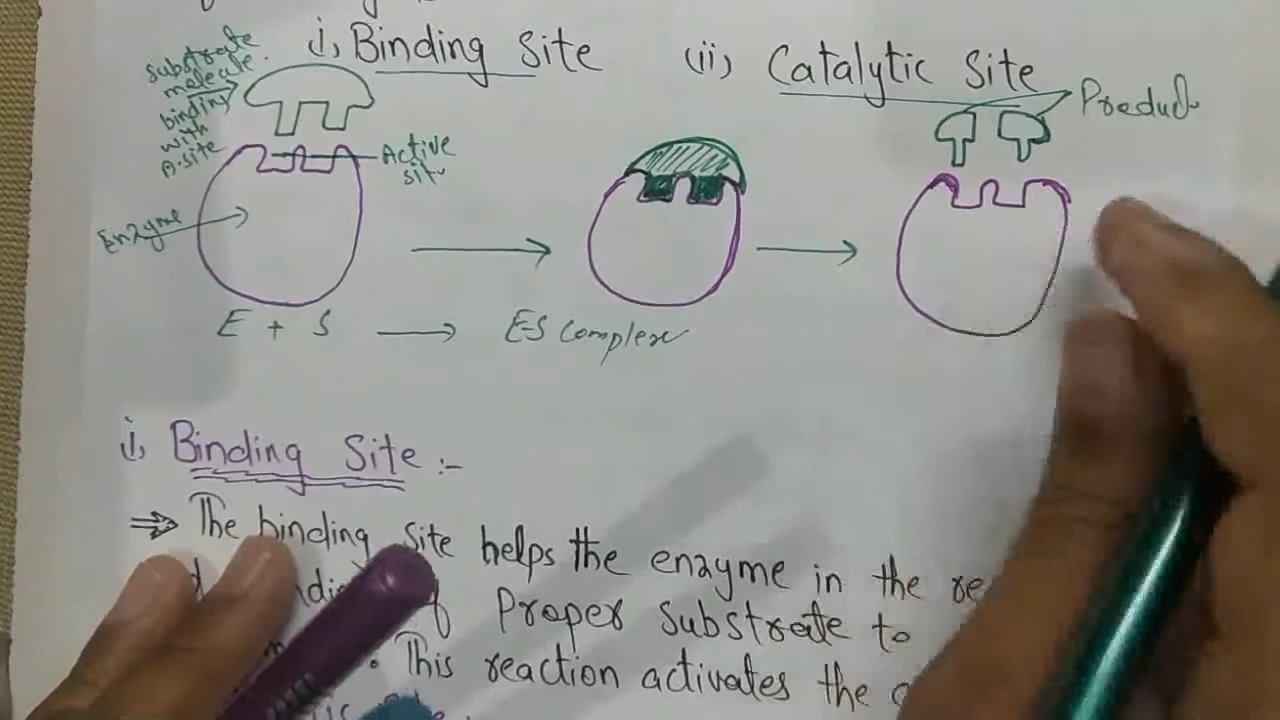 i, Binding Site (ii) Catalytic Site
Substrate
molecule
binding
with
A.site
Product
Active
site
Enzyme
E + S → E-S Complex
i, Binding Site :-
⇒ The binding site helps the enzyme in the
of Proper Substrate to
. This reaction activates the